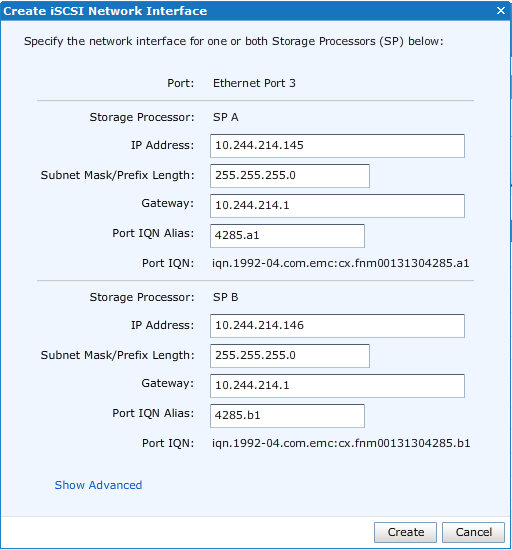 Create iSCSI Network Interface
Specify the network interface for one or both Storage Processors (SP) below:
Port: Ethernet Port 3
Storage Processor: SP A
IP Address: 10.244.214.145
Subnet Mask/Prefix Length: 255.255.255.0
Gateway: 10.244.214.1
Port IQN Alias: 4285.a1
Port IQN: iqn.1992-04.com.emc:cx.fnm00131304285.a1
Storage Processor: SP B
IP Address: 10.244.214.146
Subnet Mask/Prefix Length: 255.255.255.0
Gateway: 10.244.214.1
Port IQN Alias: 4285.b1
Port IQN: iqn.1992-04.com.emc:cx.fnm00131304285.b1
Show Advanced
Create Cancel